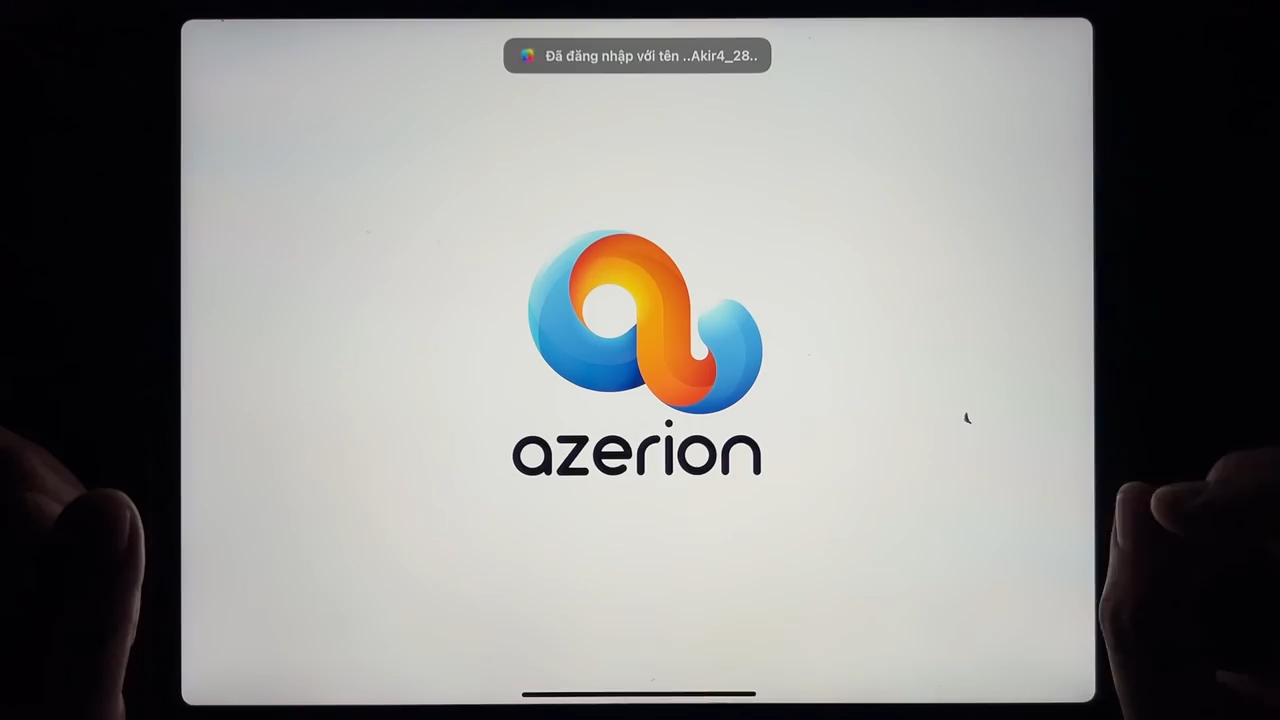 Đã đăng nhập với tên ..Akir4_28..
azerion